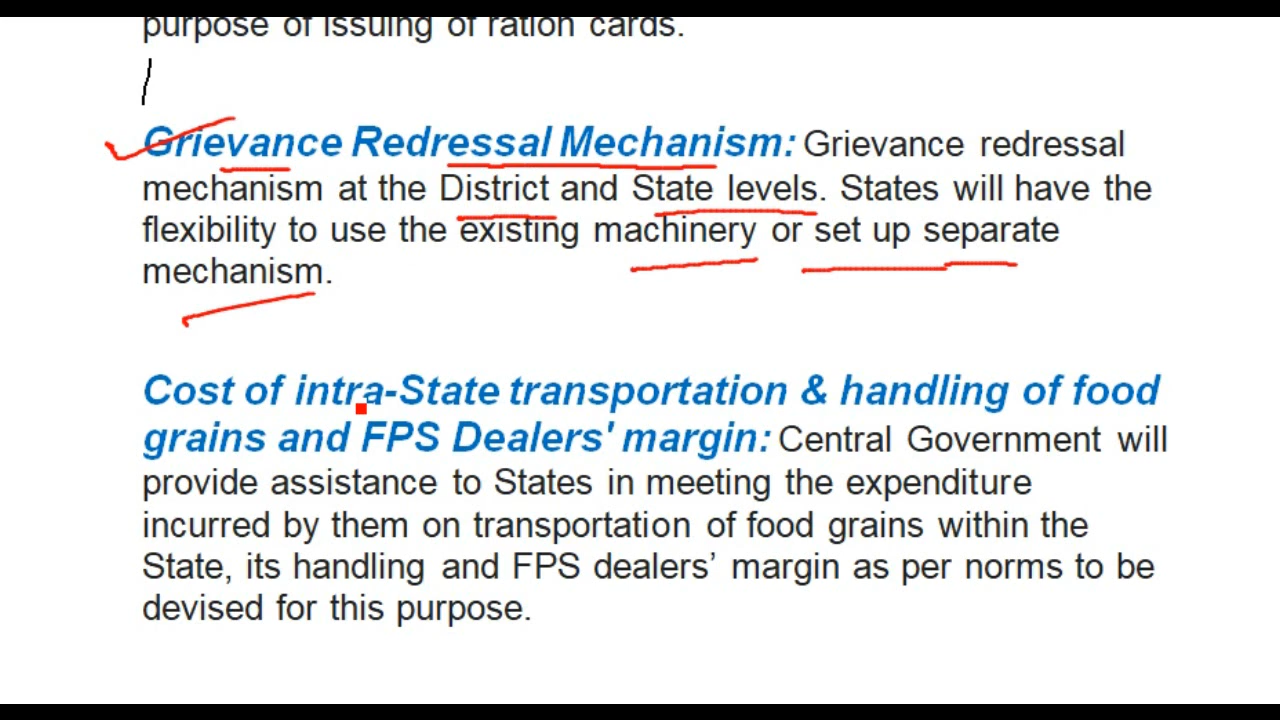 purpose of issuing of ration cards.
Grievance Redressal Mechanism: Grievance redressal
mechanism at the District and State levels. States will have the
flexibility to use the existing machinery or set up separate
mechanism.
Cost of intra-State transportation & handling of food
grains and FPS Dealers' margin: Central Government will
provide assistance to States in meeting the expenditure
incurred by them on transportation of food grains within the
State, its handling and FPS dealers’ margin as per norms to be
devised for this purpose.